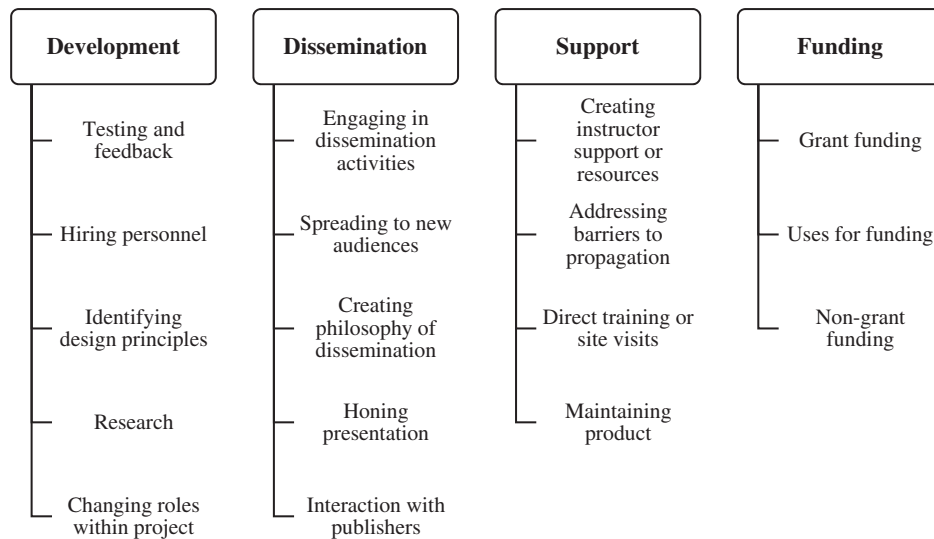 Development
Testing and
feedback
Hiring personnel
Identifying
design principles
Research
Changing roles
within project
Dissemination
Engaging in
dissemination
activities
Spreading to new
audiences
Creating
philosophy of
dissemination
Honing
presentation
Interaction with
publishers
Support
Creating
instructor
support or
resources
Addressing
barriers to
propagation
Direct training or
site visits
Maintaining
product
Funding
Grant funding
Uses for funding
Non-grant
funding